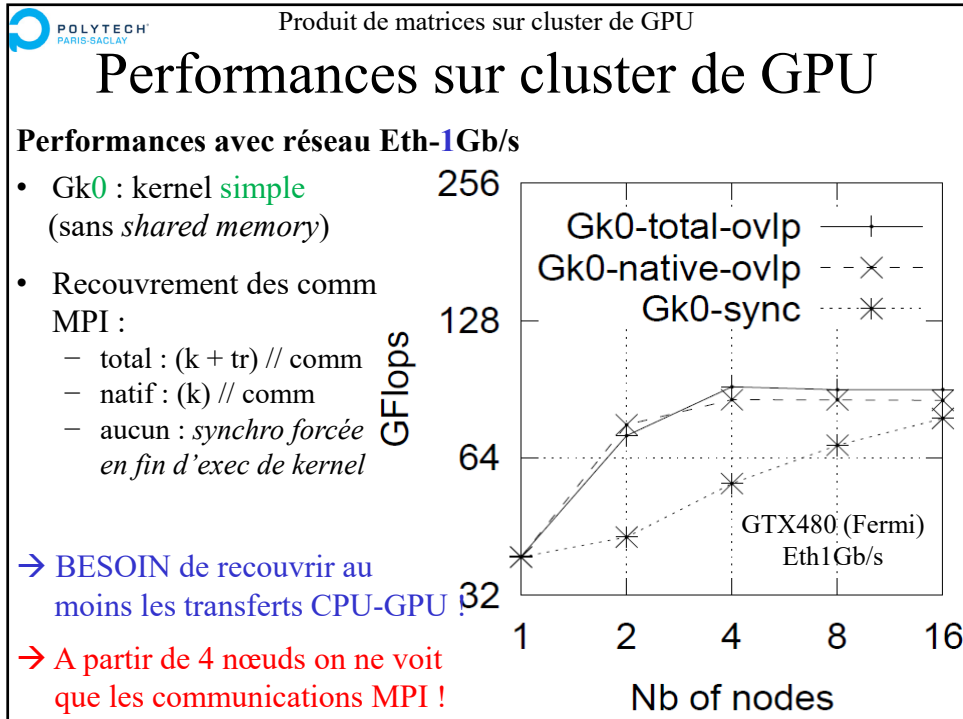 POLYTECH'
PARIS-SACLAY
Produit de matrices sur cluster de GPU
Performances sur cluster de GPU
Performances avec réseau Eth-1Gb/s
• Gk0 : kernel simple
(sans shared memory)
• Recouvrement des comm
MPI :
− total : (k + tr) // comm
− natif : (k) // comm
− aucun : synchro forcée
en fin d'exec de kernel
→ BESOIN de recouvrir au
moins les transferts CPU-GPU !
→ A partir de 4 nœuds on ne voit
que les communications MPI !
GFlops
256
128
64
32
Gk0-total-ovlp
Gk0-native-ovlp
Gk0-sync
GTX480 (Fermi)
Eth1Gb/s
1 2 4 8 16
Nb of nodes